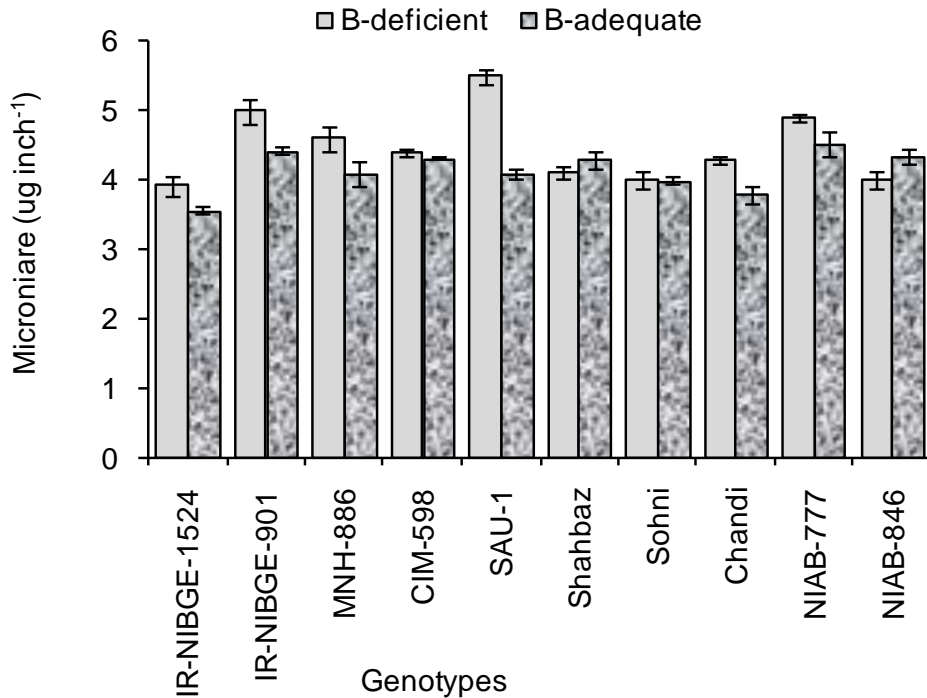 B-deficient B-adequate
Microniare (ug inch-1)
6
5
4
3
2
1
0
IR-NIBGE-1524
IR-NIBGE-901
MNH-886
CIM-598
SAU-1
Shahbaz
Sohni
Chandi
NIAB-777
NIAB-846
Genotypes